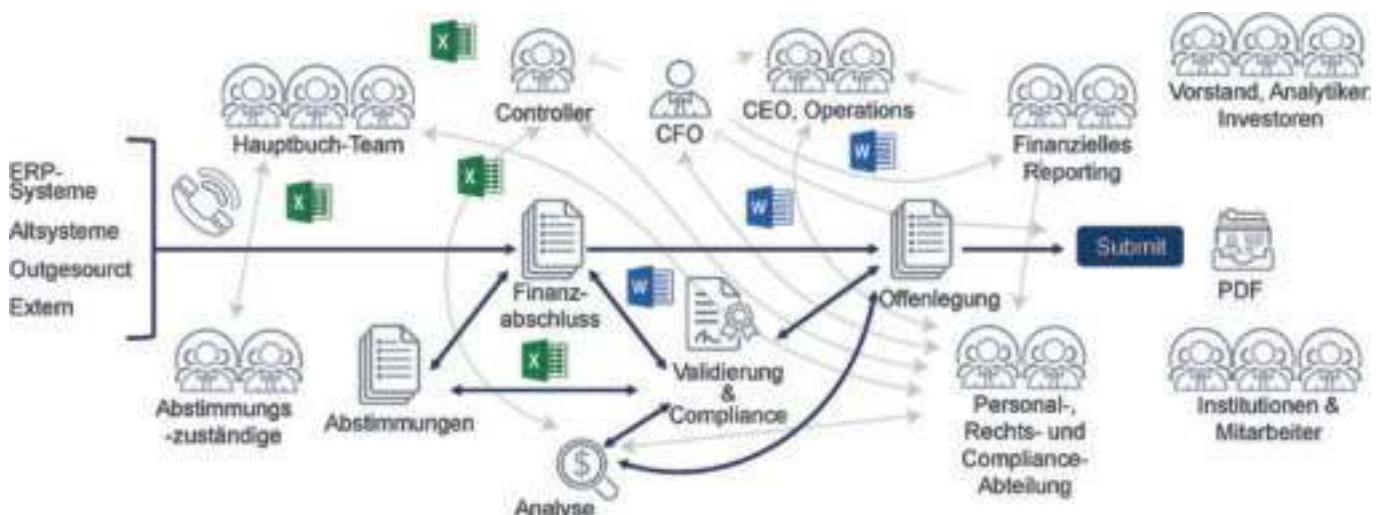 X
Controller
CFO
CEO, Operations
Vorstand, Analytiker
Investoren
Hauptbuch-Team
W
Finanzielles
Reporting
ERP-
Systeme
X
X
W
Altsysteme
Submit
Outgesourct
Finanz-
abschluss
W
Offenlegung
PDF
Extern
X
Validierung
&
Compliance
Abstimmungs
-zuständige
Abstimmungen
Personal-,
Rechts- und
Compliance-
Abteilung
Institutionen &
Mitarbeiter
$
Analyse